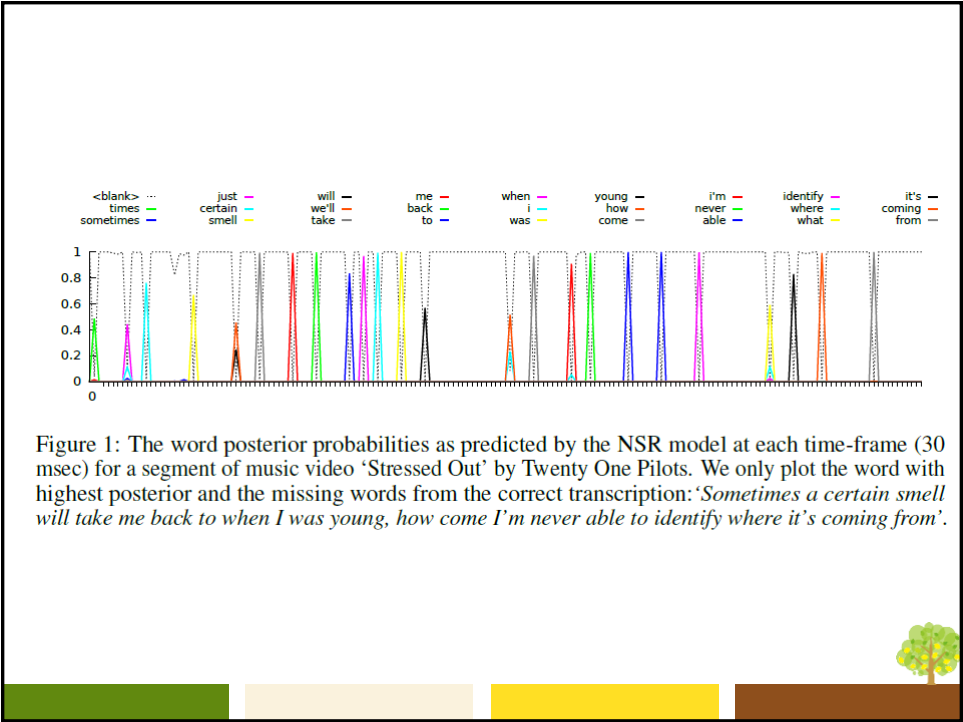 <blank> just will me when young i'm identify it's
times certain we'll back i how never where coming
sometimes smell take to was come able what from
1
0.8
0.6
0.4
0.2
0
0
Figure 1: The word posterior probabilities as predicted by the NSR model at each time-frame (30
msec) for a segment of music video ‘Stressed Out’ by Twenty One Pilots. We only plot the word with
highest posterior and the missing words from the correct transcription:‘Sometimes a certain smell
will take me back to when I was young, how come I’m never able to identify where it’s coming from’.